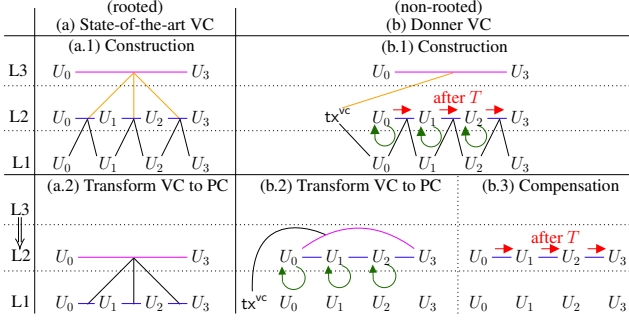 (rooted) (non-rooted)
(a) State-of-the-art VC (b) Donner VC
(a.1) Construction (b.1) Construction
L3 U0 U3 U0 U3
after T
L2 U0 U1 U2 U3 tx^vc U0 U1 U2 U3
L1 U0 U1 U2 U3 U0 U1 U2 U3
(a.2) Transform VC to PC (b.2) Transform VC to PC (b.3) Compensation
L3
after T
L2 U0 U3 U0 U1 U2 U3 U0 U1 U2 U3
L1 U0 U1 U2 U3 tx^vc U0 U1 U2 U3 U0 U1 U2 U3